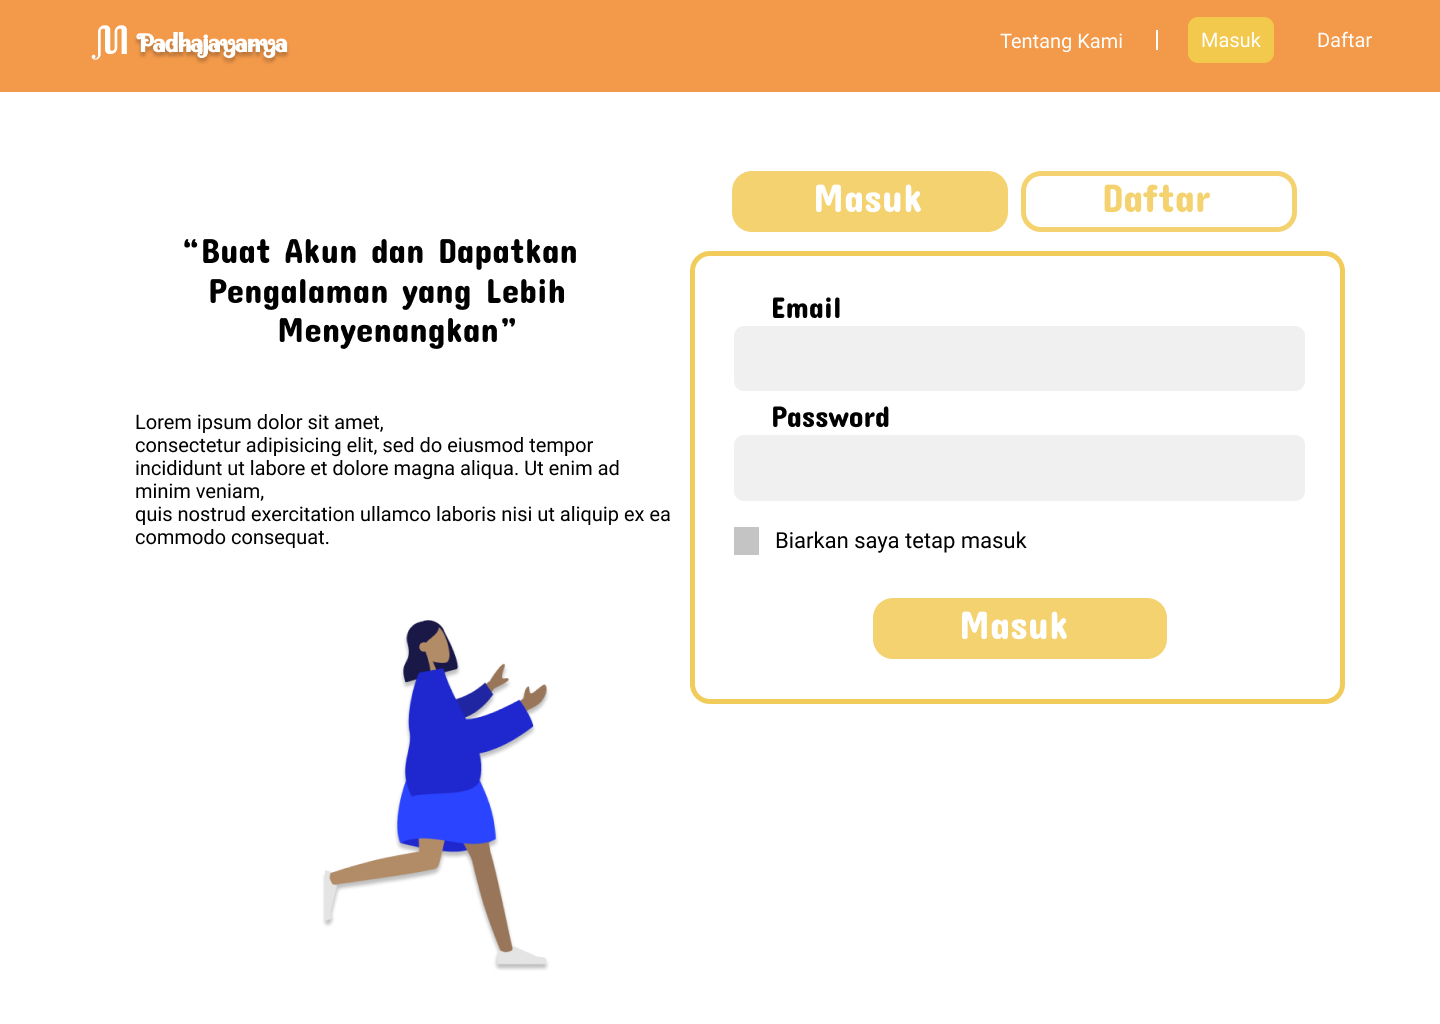 Padhajayanya
Tentang Kami | Masuk Daftar
Masuk Daftar
“Buat Akun dan Dapatkan
Pengalaman yang Lebih
Menyenangkan”
Lorem ipsum dolor sit amet,
consectetur adipisicing elit, sed do eiusmod tempor
incididunt ut labore et dolore magna aliqua. Ut enim ad
minim veniam,
quis nostrud exercitation ullamco laboris nisi ut aliquip ex ea
commodo consequat.
Email
Password
Biarkan saya tetap masuk
Masuk